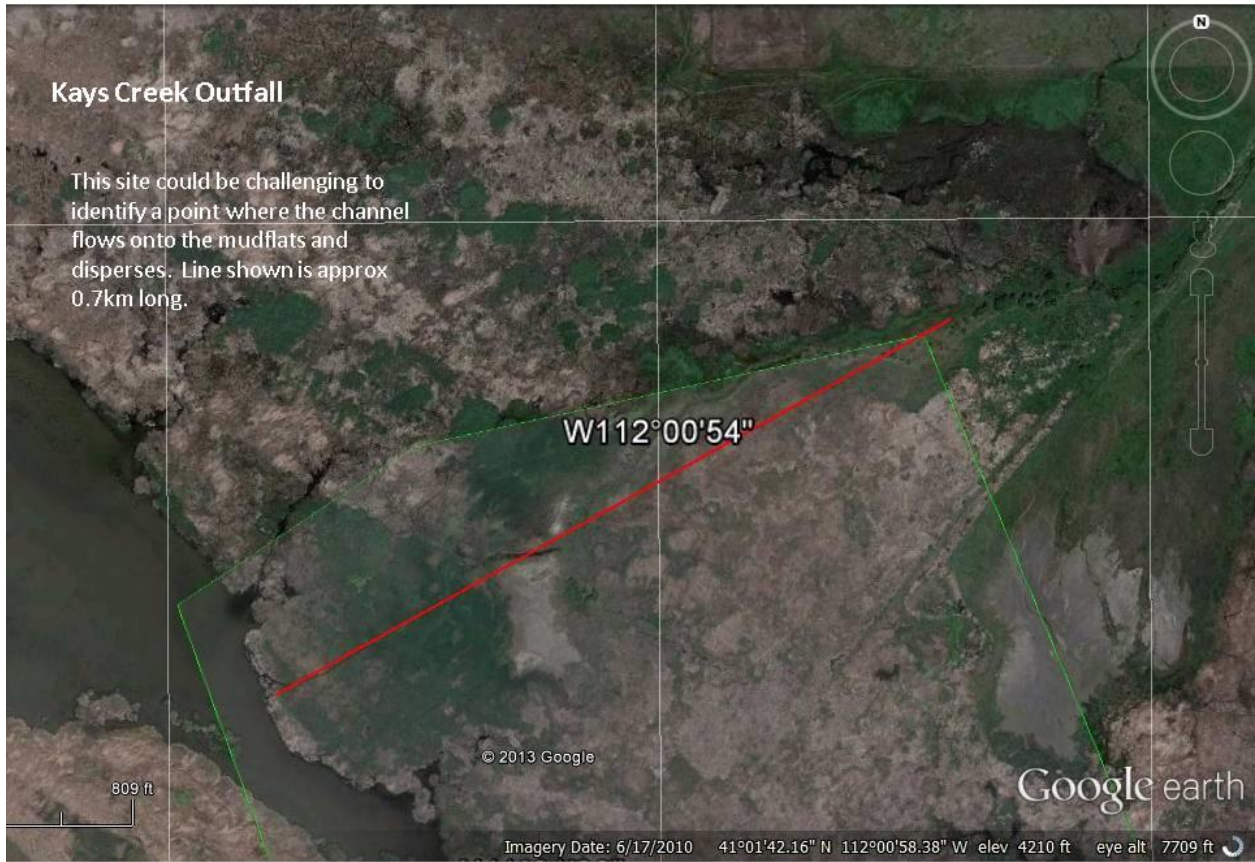 N
Kays Creek Outfall
This site could be challenging to
identify a point where the channel
flows onto the mudflats and
disperses. Line shown is approx
0.7km long.
W112°00'54"
© 2013 Google
809 ft
Google earth
Imagery Date: 6/17/2010 41°01'42.16" N 112°00'58.38" W elev 4210 ft eye alt 7709 ft